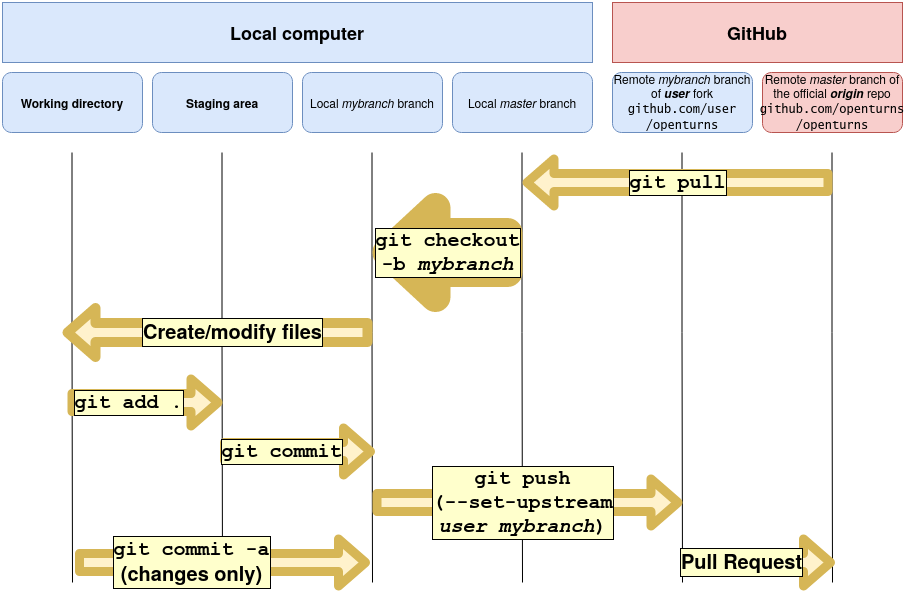 Local computer
GitHub
Working directory
Staging area
Local mybranch branch
Local master branch
Remote mybranch branch
of user fork
github.com/user
/openturns
Remote master branch of
the official origin repo
github.com/openturns
/openturns
git pull
git checkout
-b mybranch
Create/modify files
git add .
git commit
git push
(--set-upstream
user mybranch)
git commit -a
(changes only)
Pull Request